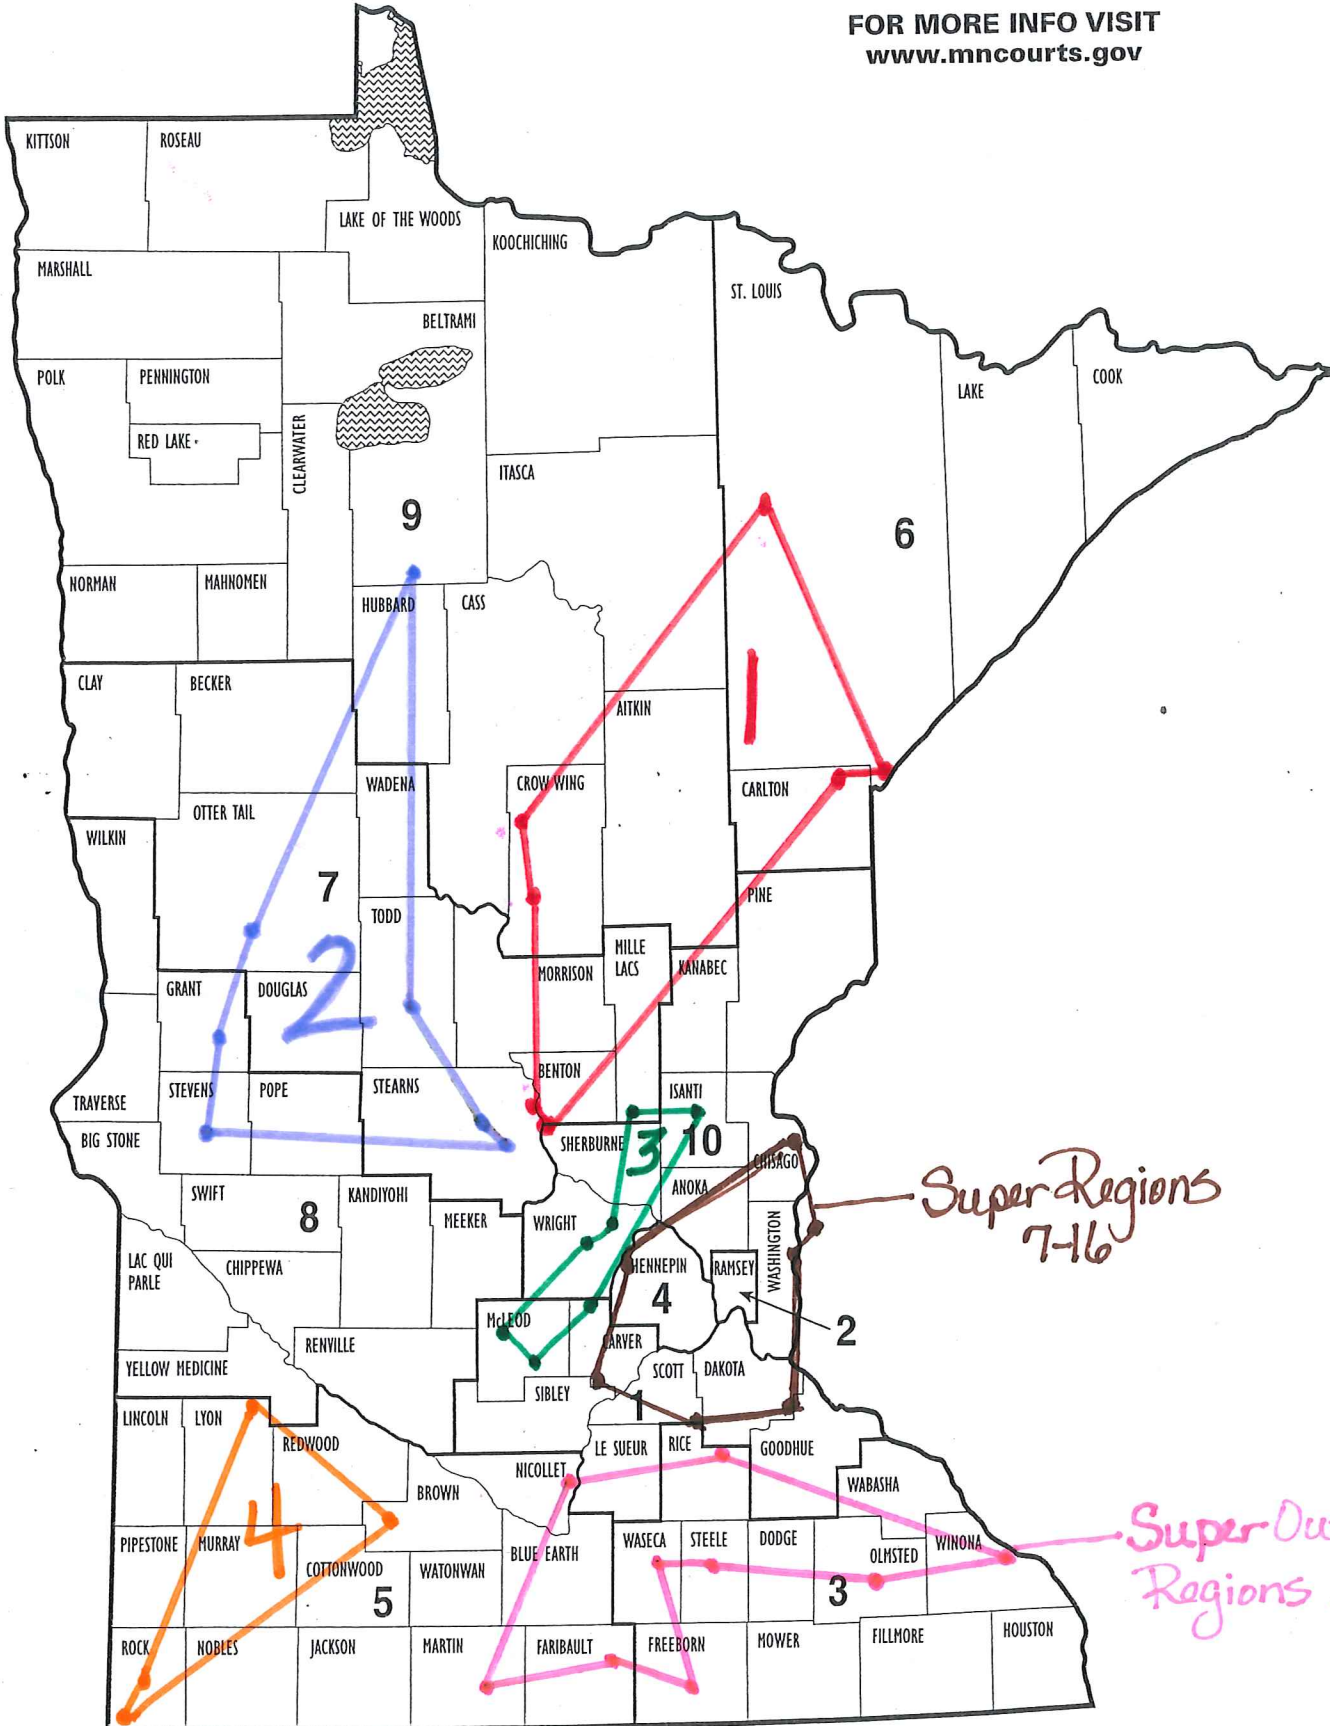 FOR MORE INFO VISIT
www.mncourts.gov
KITTSON
ROSEAU
LAKE OF THE WOODS
KOOCHICHING
MARSHALL
ST. LOUIS
BELTRAMI
POLK
PENNINGTON
LAKE
COOK
RED LAKE
CLEARWATER
ITASCA
9
6
NORMAN
MAHNOMEN
HUBBARD
CASS
CLAY
BECKER
1
AITKIN
WADENA
CROW WING
CARLTON
OTTER TAIL
WILKIN
7
PINE
TODD
2
MILLE
LACS
MORRISON
KANABEC
GRANT
DOUGLAS
BENTON
STEVENS
POPE
STEARNS
ISANTI
TRAVERSE
BIG STONE
SHERBURNE
3
10
CHISAGO
SWIFT
KANDIYOHI
ANOKA
Super Regions
7-16
8
MEEKER
WRIGHT
WASHINGTON
LAC QUI
PARLE
CHIPPEWA
HENNEPIN
RAMSEY
4
McLEOD
2
RENVILLE
CARVER
YELLOW MEDICINE
SCOTT
DAKOTA
SIBLEY
1
LINCOLN
LYON
REDWOOD
LE SUEUR
RICE
GOODHUE
NICOLLET
WABASHA
BROWN
4
PIPESTONE
MURRAY
COTTONWOOD
WATONWAN
BLUE EARTH
WASECA
STEELE
DODGE
OLMSTED
WINONA
Super Ou
Regions
5
3
ROCK
NOBLES
JACKSON
MARTIN
FARIBAULT
FREEBORN
MOWER
FILLMORE
HOUSTON